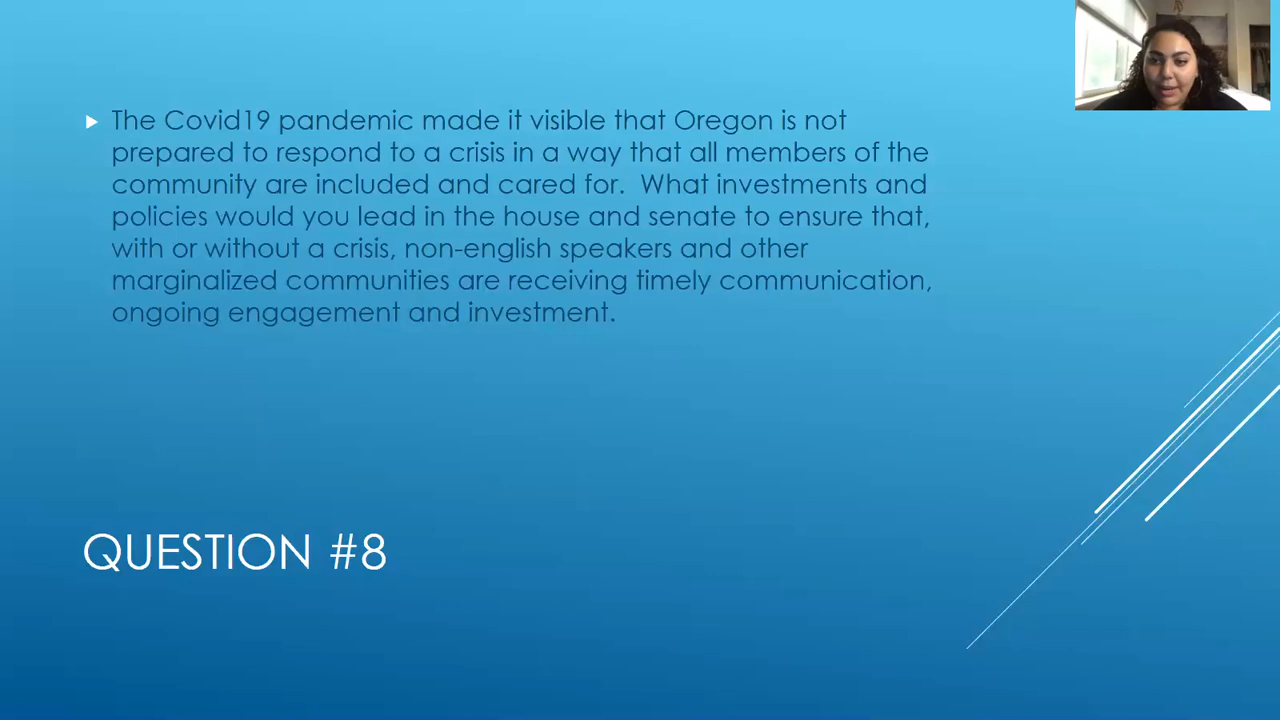 The Covid19 pandemic made it visible that Oregon is not
prepared to respond to a crisis in a way that all members of the
community are included and cared for.  What investments and
policies would you lead in the house and senate to ensure that,
with or without a crisis, non-english speakers and other
marginalized communities are receiving timely communication,
ongoing engagement and investment.
QUESTION #8